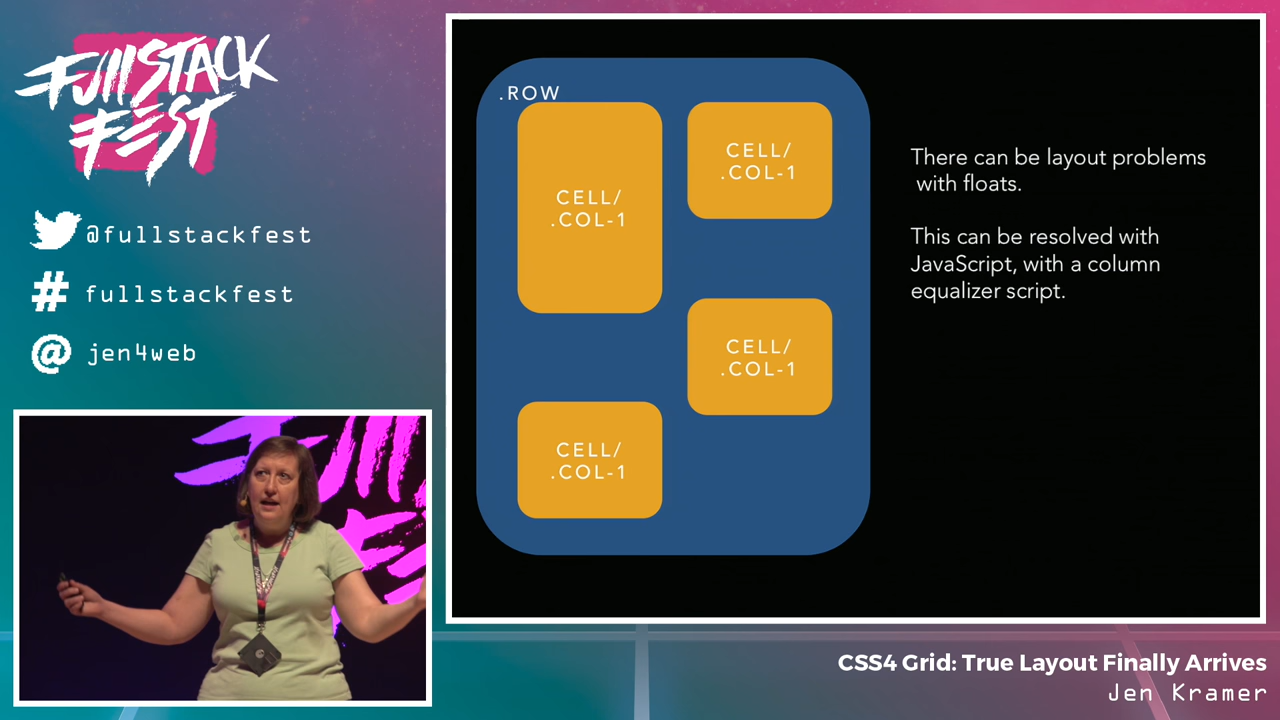 FullStack
Fest
@fullstackfest
# fullstackfest
@ jen4web
.ROW
CELL/
.COL-1
CELL/
.COL-1
CELL/
.COL-1
CELL/
.COL-1
There can be layout problems
with floats.
This can be resolved with
JavaScript, with a column
equalizer script.
CSS4 Grid: True Layout Finally Arrives
Jen Kramer